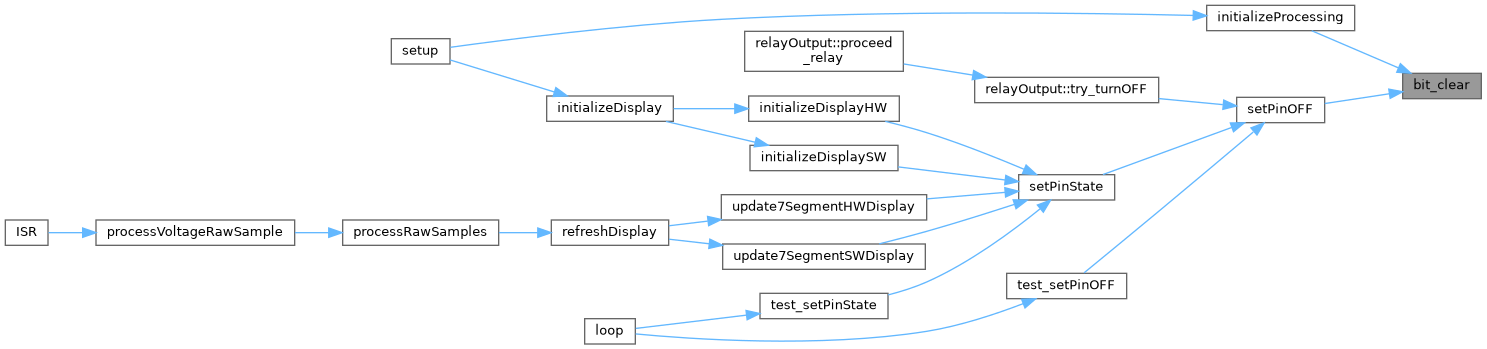 initializeProcessing
setup
relayOutput::proceed
_relay
bit_clear
relayOutput::try_turnOFF
initializeDisplay
initializeDisplayHW
setPinOFF
initializeDisplaySW
setPinState
update7SegmentHWDisplay
ISR
processVoltageRawSample
processRawSamples
refreshDisplay
update7SegmentSWDisplay
test_setPinOFF
test_setPinState
loop